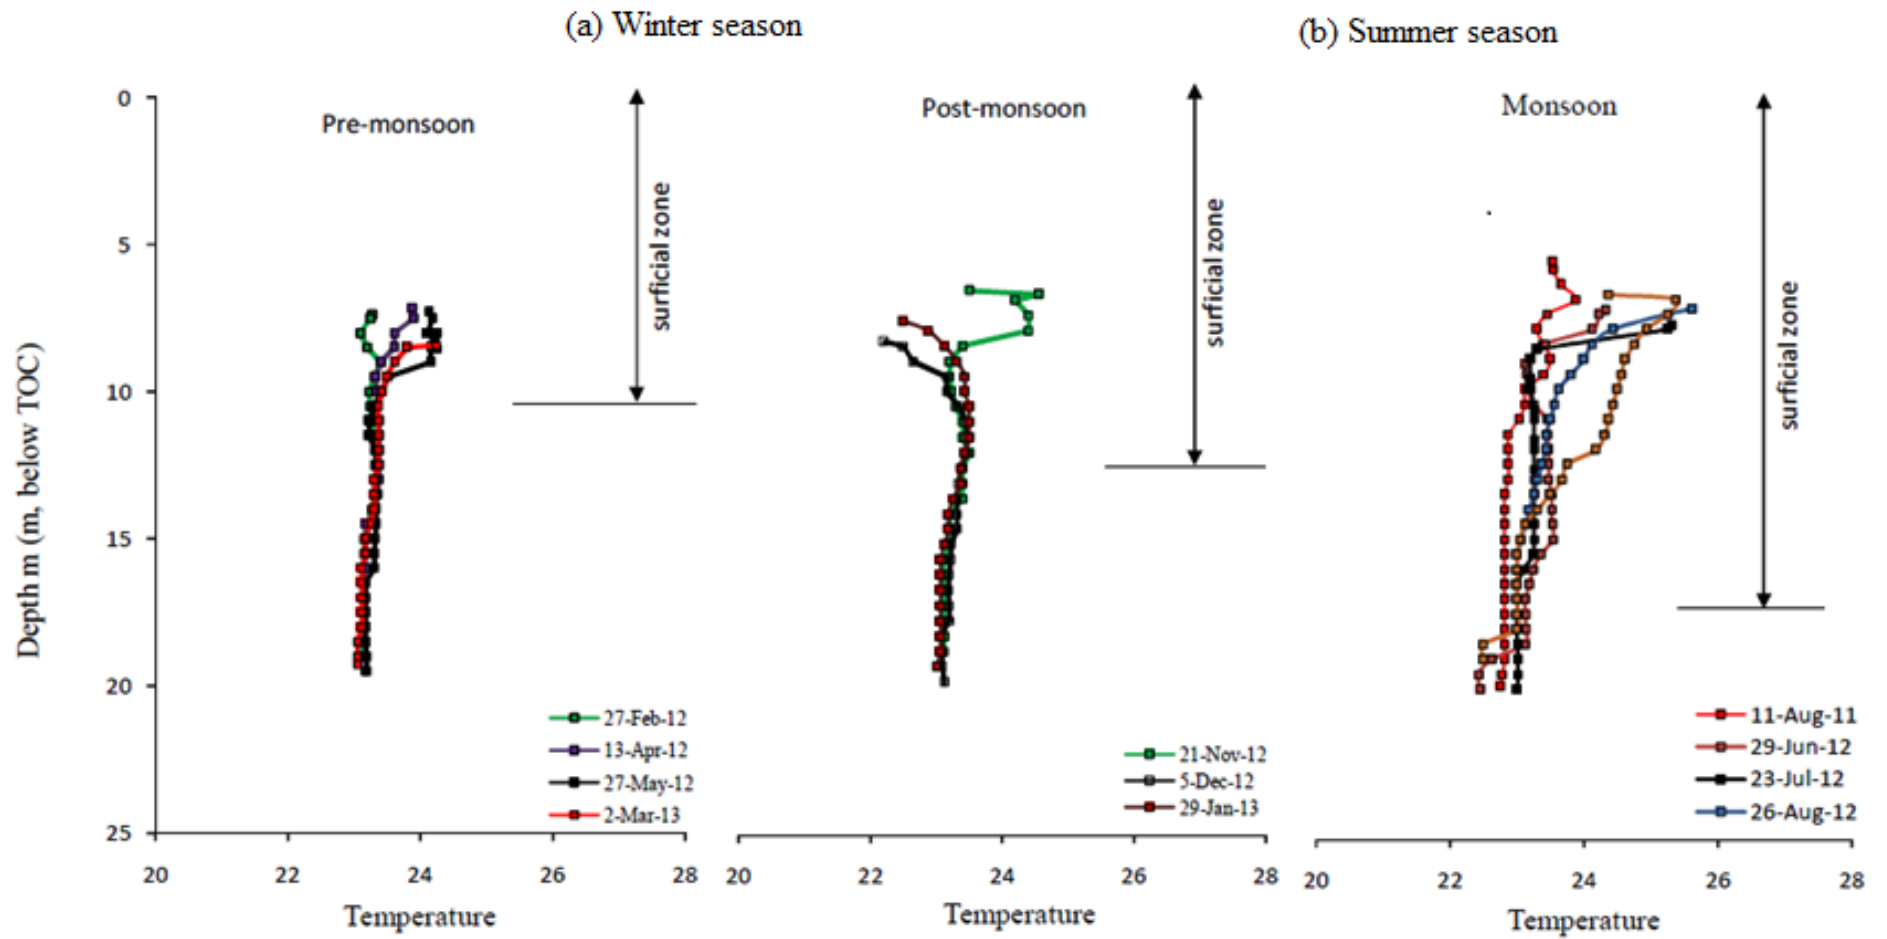 (a) Winter season
(b) Summer season
Pre-monsoon
Post-monsoon
Monsoon
0
5
10
15
20
25
Depth m (m, below TOC)
surficial zone
surficial zone
surficial zone
27-Feb-12
13-Apr-12
27-May-12
2-Mar-13
21-Nov-12
5-Dec-12
29-Jan-13
11-Aug-11
29-Jun-12
23-Jul-12
26-Aug-12
20 22 24 26 28
20 22 24 26 28
20 22 24 26 28
Temperature
Temperature
Temperature